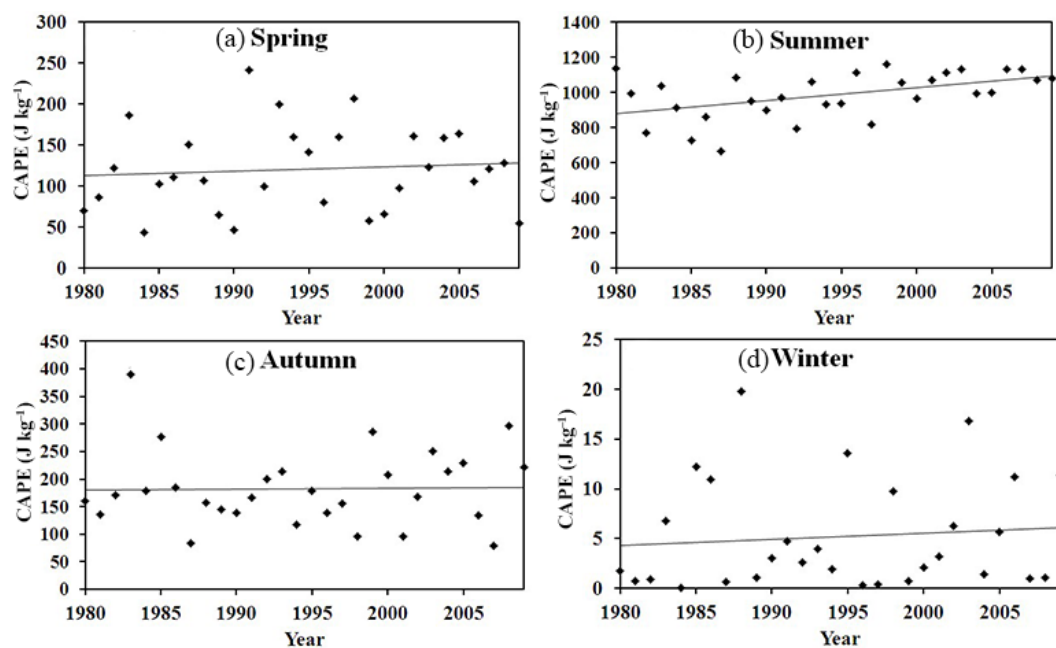 (a) Spring
CAPE (J kg⁻¹)
300
250
200
150
100
50
0
1980 1985 1990 1995 2000 2005
Year
(b) Summer
CAPE (J kg⁻¹)
1400
1200
1000
800
600
400
200
0
1980 1985 1990 1995 2000 2005
Year
(c) Autumn
CAPE (J kg⁻¹)
450
400
350
300
250
200
150
100
50
0
1980 1985 1990 1995 2000 2005
Year
(d) Winter
CAPE (J kg⁻¹)
25
20
15
10
5
0
1980 1985 1990 1995 2000 2005
Year